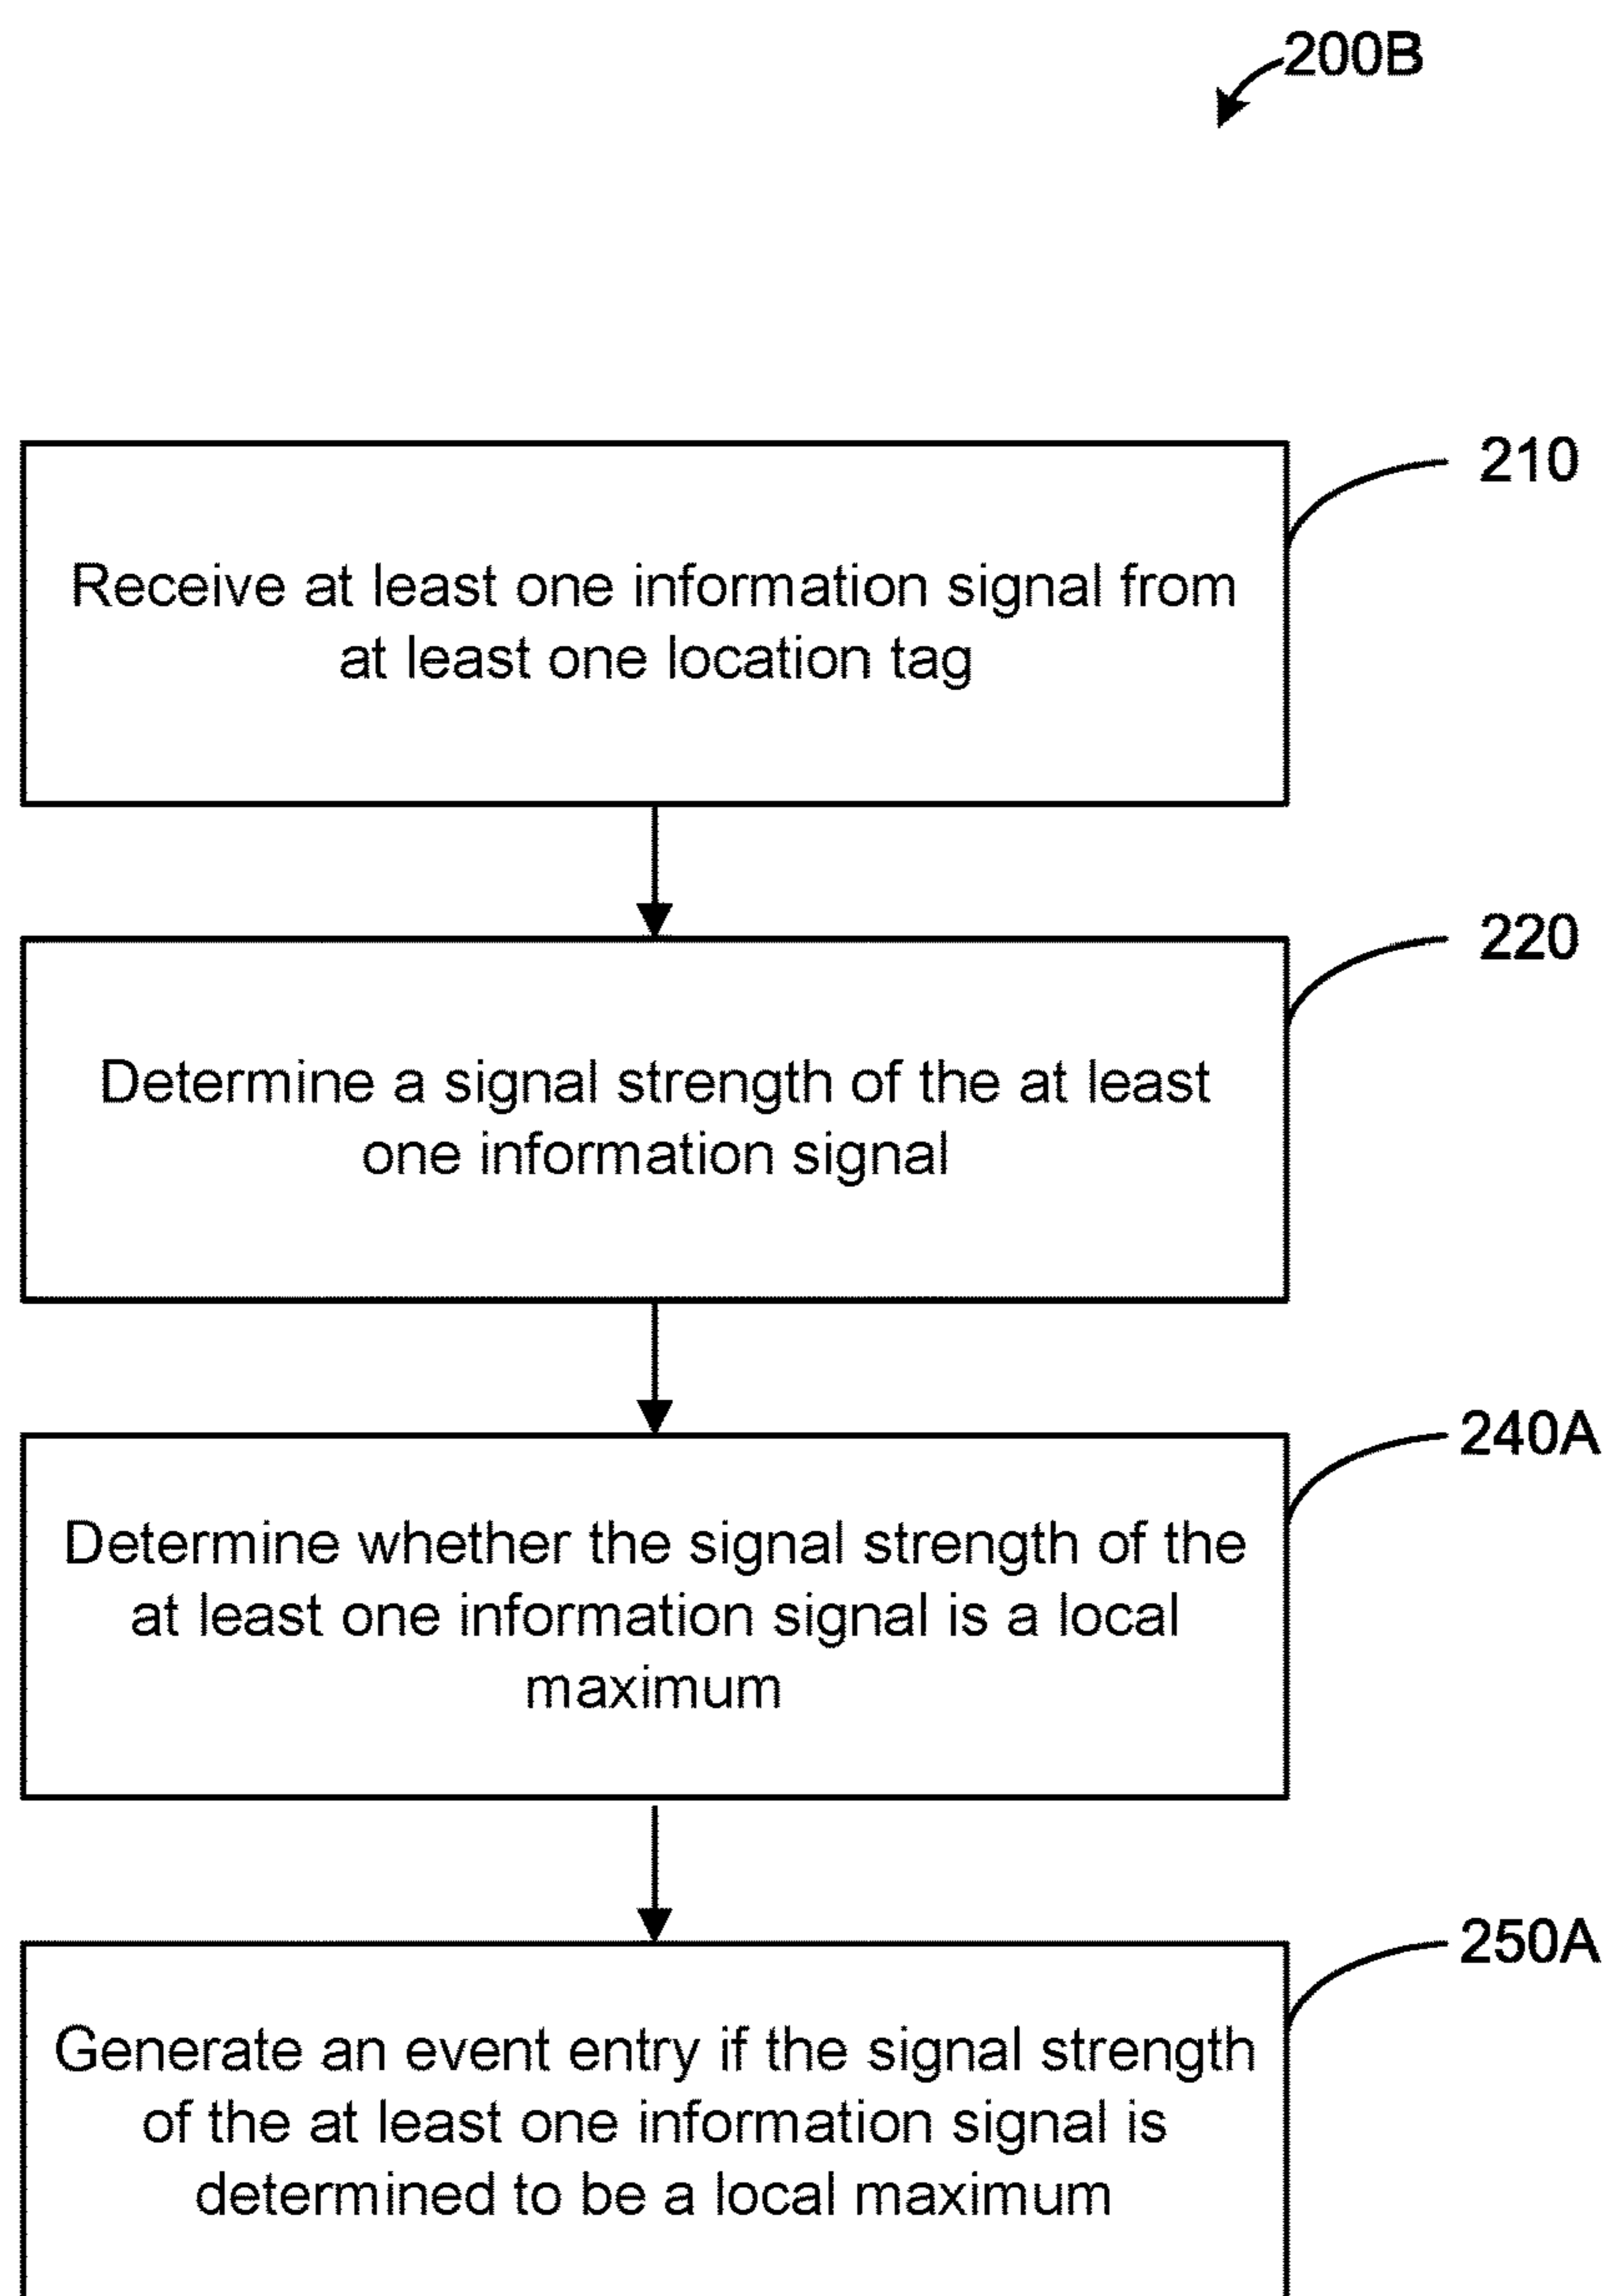 200B
210
Receive at least one information signal from
at least one location tag
220
Determine a signal strength of the at least
one information signal
240A
Determine whether the signal strength of the
at least one information signal is a local
maximum
250A
Generate an event entry if the signal strength
of the at least one information signal is
determined to be a local maximum